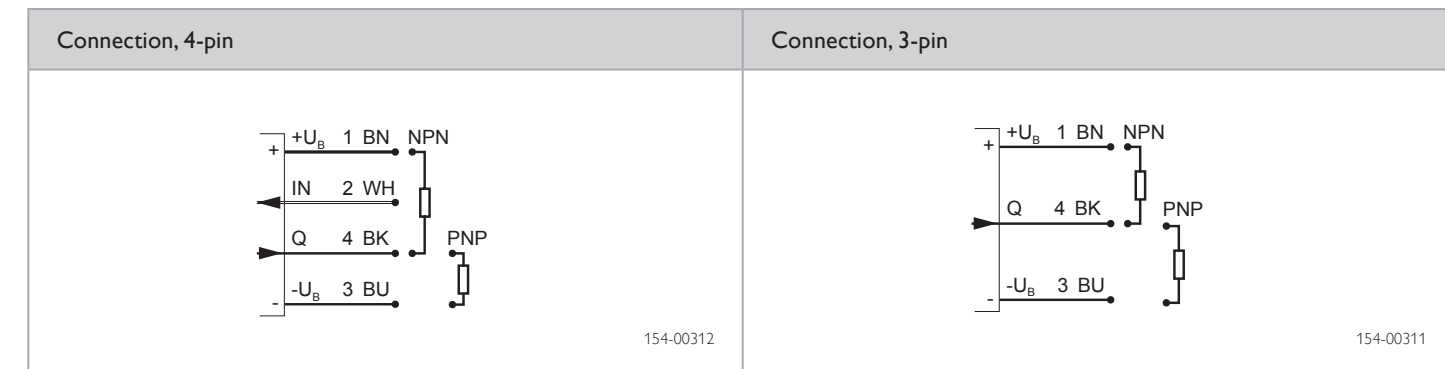 Connection, 4-pin
+ +UB 1 BN NPN
IN 2 WH
Q 4 BK PNP
- -UB 3 BU
154-00312
Connection, 3-pin
+ +UB 1 BN NPN
Q 4 BK PNP
- -UB 3 BU
154-00311